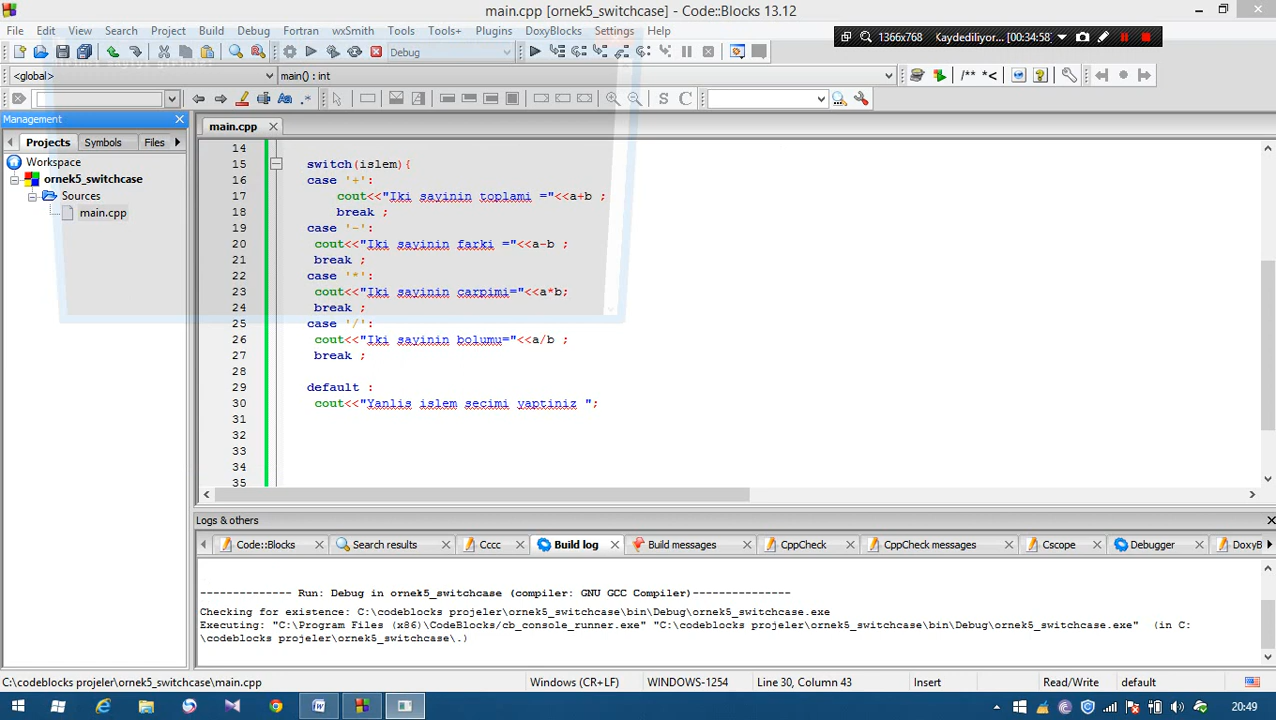 main.cpp [ornek5_switchcase] - Code::Blocks 13.12
File Edit View Search Project Build Debug Fortran wxSmith Tools Tools+ Plugins DoxyBlocks Settings Help
1366x768 Kaydediliyor... (00:34:58)
Debug
<global> main() : int /** *<
S C
Management
main.cpp
Projects Symbols Files
Workspace
ornek5_switchcase
Sources
main.cpp
14
15 switch(islem){
16 case '+':
17 cout<<"Iki sayinin toplami ="<<a+b ;
18 break ;
19 case '-':
20 cout<<"Iki sayinin farki ="<<a-b ;
21 break ;
22 case '*':
23 cout<<"Iki sayinin carpimi="<<a*b;
24 break ;
25 case '/':
26 cout<<"Iki sayinin bolumu="<<a/b ;
27 break ;
28
29 default :
30 cout<<"Yanlis islem secimi yaptiniz ";
31
32
33
34
35
Logs & others
Code::Blocks Search results Cccc Build log Build messages CppCheck CppCheck messages Cscope Debugger DoxyB
-------------- Run: Debug in ornek5_switchcase (compiler: GNU GCC Compiler)---------------
Checking for existence: C:\codeblocks projeler\ornek5_switchcase\bin\Debug\ornek5_switchcase.exe
Executing: "C:\Program Files (x86)\CodeBlocks/cb_console_runner.exe" "C:\codeblocks projeler\ornek5_switchcase\bin\Debug\ornek5_switchcase.exe" (in C:
\codeblocks projeler\ornek5_switchcase\.)
C:\codeblocks projeler\ornek5_switchcase\main.cpp Windows (CR+LF) WINDOWS-1254 Line 30, Column 43 Insert Read/Write default
20:49